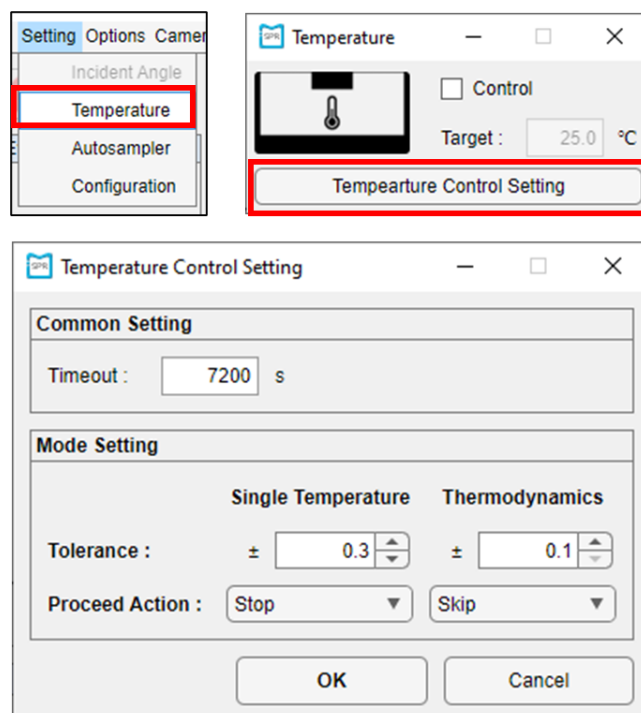 Setting Options Camer
Incident Angle
Temperature
Autosampler
Configuration
SPR Temperature
Control
Target : 25.0 °C
Tempearture Control Setting
SPR Temperature Control Setting
Common Setting
Timeout : 7200 s
Mode Setting
Single Temperature Thermodynamics
Tolerance : ± 0.3 ± 0.1
Proceed Action : Stop Skip
OK Cancel